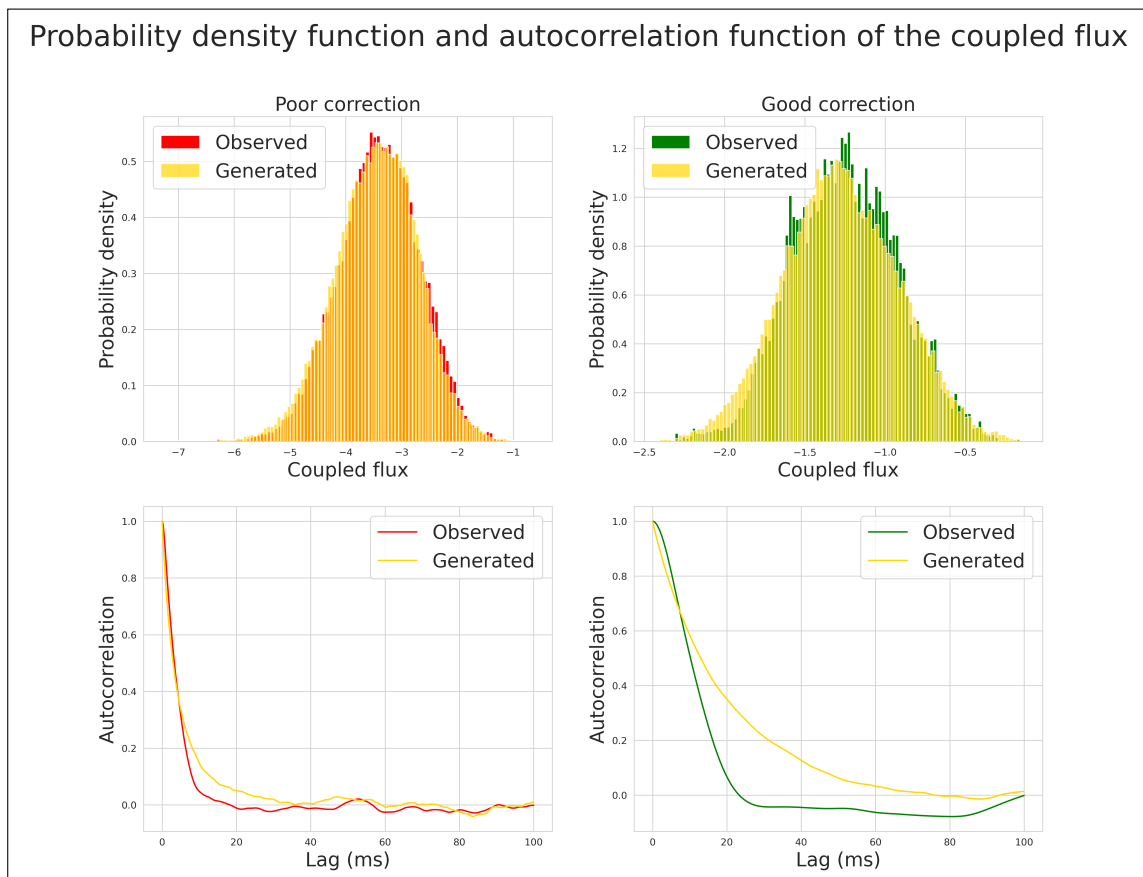 Probability density function and autocorrelation function of the coupled flux
Poor correction
Observed
Generated
Probability density
0.5
0.4
0.3
0.2
0.1
0.0
−7
−6
−5
−4
−3
−2
−1
Coupled flux
Good correction
Observed
Generated
Probability density
1.2
1.0
0.8
0.6
0.4
0.2
0.0
−2.5
−2.0
−1.5
−1.0
−0.5
Coupled flux
Observed
Generated
Autocorrelation
1.0
0.8
0.6
0.4
0.2
0.0
0
20
40
60
80
100
Lag (ms)
Observed
Generated
Autocorrelation
1.0
0.8
0.6
0.4
0.2
0.0
0
20
40
60
80
100
Lag (ms)